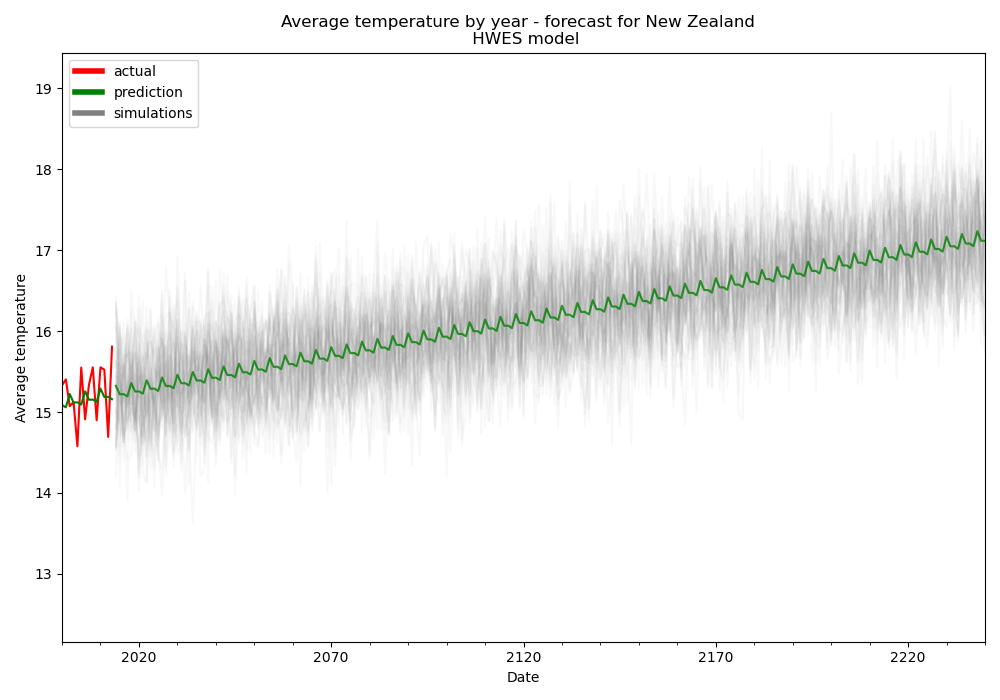 Average temperature by year - forecast for New Zealand
HWES model
actual
prediction
simulations
Average temperature
19
18
17
16
15
14
13
2020 2070 2120 2170 2220
Date